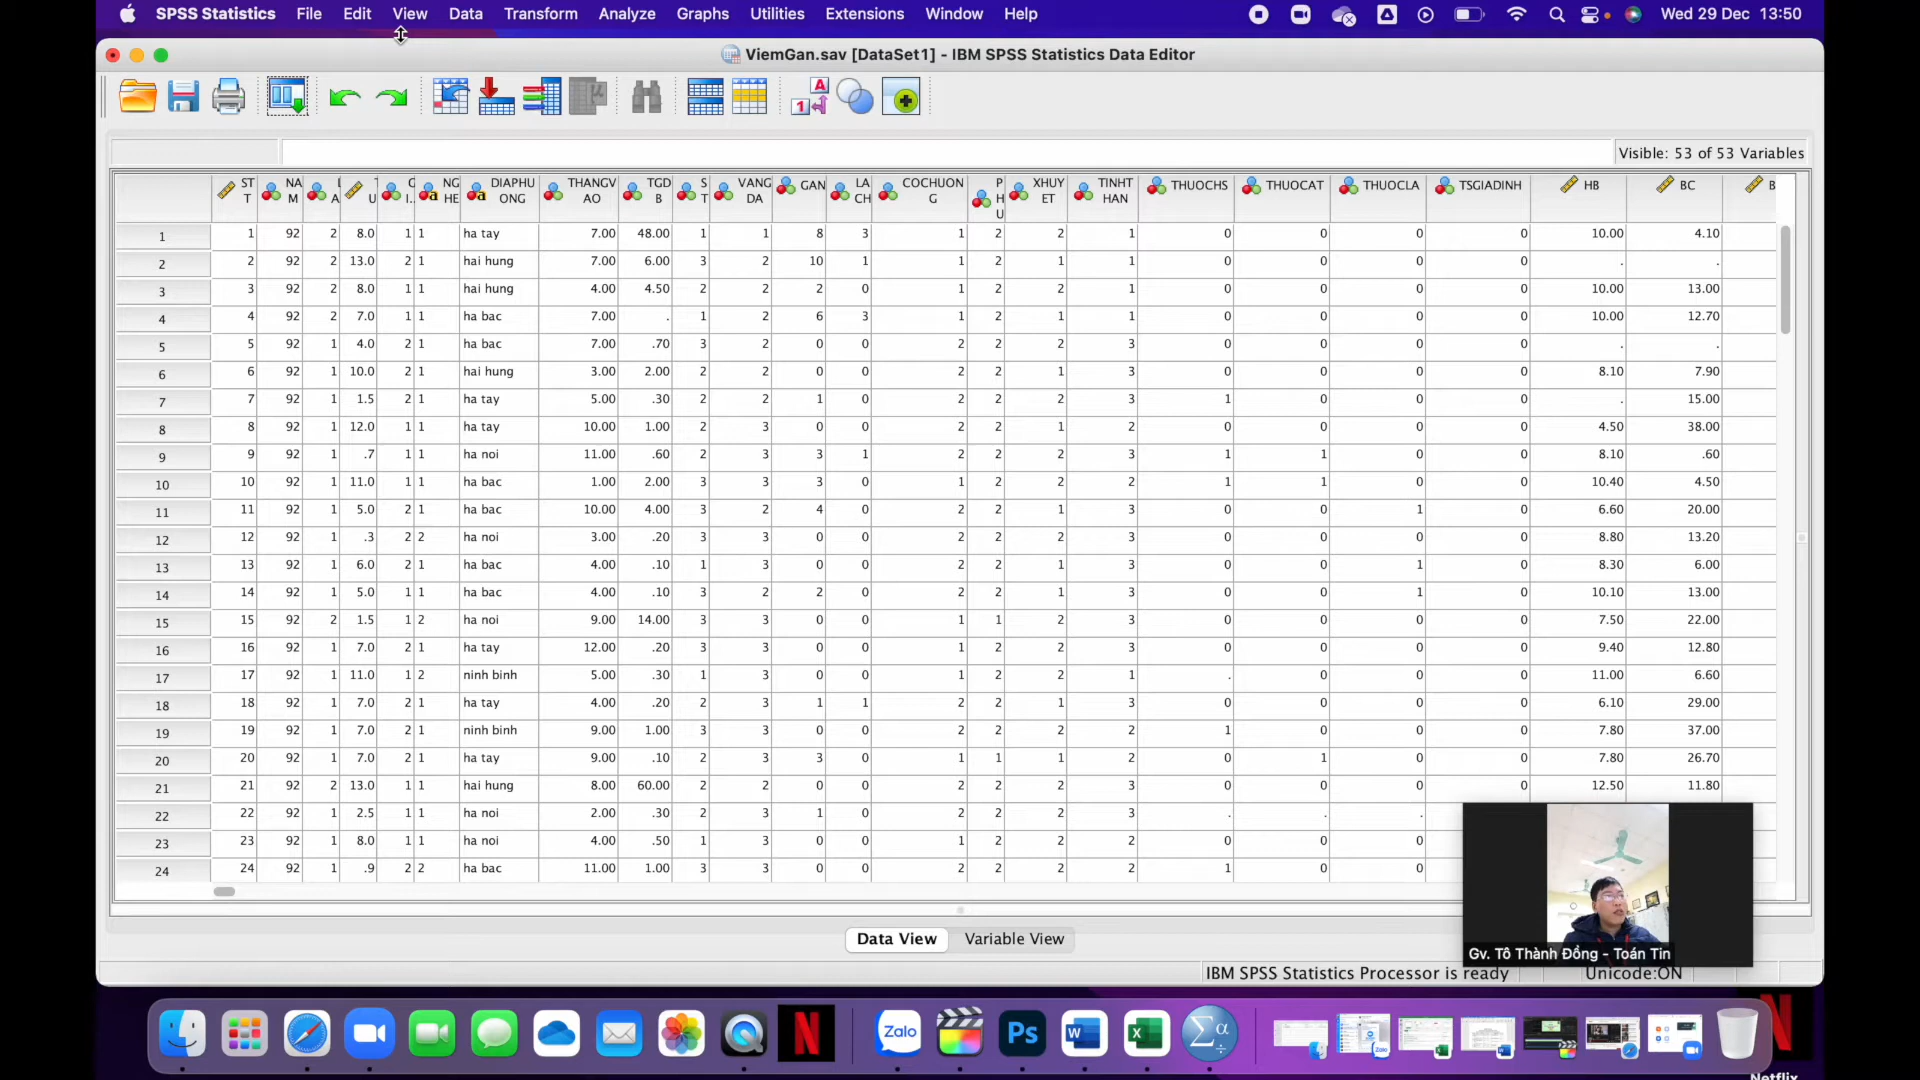 SPSS Statistics File Edit View Data Transform Analyze Graphs Utilities Extensions Window Help Wed 29 Dec 13:50
ViemGan.sav [DataSet1] - IBM SPSS Statistics Data Editor
Visible: 53 of 53 Variables
STT NAM U NGHE DIAPHUONG THANGVAO TGDB ST VANGDA GAN LACH COCHUONG PHU XHUYET TINHTHAN THUOCHS THUOCAT THUOCLA TSGIADINH HB BC B
1 1 92 2 8.0 1 1 ha tay 7.00 48.00 1 1 8 3 1 2 2 1 0 0 0 0 10.00 4.10
2 2 92 2 13.0 2 1 hai hung 7.00 6.00 3 2 10 1 1 2 1 1 0 0 0 0 . .
3 3 92 2 8.0 1 1 hai hung 4.00 4.50 2 2 2 0 1 2 2 1 0 0 0 0 10.00 13.00
4 4 92 2 7.0 1 1 ha bac 7.00 . 1 2 6 3 1 2 1 1 0 0 0 0 10.00 12.70
5 5 92 1 4.0 2 1 ha bac 7.00 .70 3 2 0 0 2 2 2 3 0 0 0 0 . .
6 6 92 1 10.0 2 1 hai hung 3.00 2.00 2 2 0 0 2 2 1 3 0 0 0 0 8.10 7.90
7 7 92 1 1.5 2 1 ha tay 5.00 .30 2 2 1 0 2 2 2 3 1 0 0 0 . 15.00
8 8 92 1 12.0 1 1 ha tay 10.00 1.00 2 3 0 0 2 2 1 2 0 0 0 0 4.50 38.00
9 9 92 1 .7 1 1 ha noi 11.00 .60 2 3 3 1 2 2 2 3 1 1 0 0 8.10 .60
10 10 92 1 11.0 1 1 ha bac 1.00 2.00 3 3 3 0 1 2 2 2 1 1 0 0 10.40 4.50
11 11 92 1 5.0 2 1 ha bac 10.00 4.00 3 2 4 0 2 2 1 3 0 0 1 0 6.60 20.00
12 12 92 1 .3 2 2 ha noi 3.00 .20 3 3 0 0 2 2 2 3 0 0 0 0 8.80 13.20
13 13 92 1 6.0 2 1 ha bac 4.00 .10 1 3 0 0 2 2 1 3 0 0 1 0 8.30 6.00
14 14 92 1 5.0 1 1 ha bac 4.00 .10 3 2 2 0 2 2 1 3 0 0 1 0 10.10 13.00
15 15 92 2 1.5 1 2 ha noi 9.00 14.00 3 3 0 0 1 1 2 3 0 0 0 0 7.50 22.00
16 16 92 1 7.0 2 1 ha tay 12.00 .20 3 3 0 0 1 2 2 3 0 0 0 0 9.40 12.80
17 17 92 1 11.0 1 2 ninh binh 5.00 .30 1 3 0 0 1 2 2 1 . 0 0 0 11.00 6.60
18 18 92 1 7.0 2 1 ha tay 4.00 .20 2 3 1 1 2 2 1 3 0 0 0 0 6.10 29.00
19 19 92 1 7.0 2 1 ninh binh 9.00 1.00 3 3 0 0 2 2 2 2 1 0 0 0 7.80 37.00
20 20 92 1 7.0 2 1 ha tay 9.00 .10 2 3 3 0 1 1 1 2 0 1 0 0 7.80 26.70
21 21 92 2 13.0 1 1 hai hung 8.00 60.00 2 2 0 0 2 2 2 3 0 0 0 0 12.50 11.80
22 22 92 1 2.5 1 1 ha noi 2.00 .30 2 3 1 0 2 2 2 3 . . .
23 23 92 1 8.0 1 1 ha noi 4.00 .50 1 3 0 0 1 2 2 2 0 0 0
24 24 92 1 .9 2 2 ha bac 11.00 1.00 3 3 0 0 2 2 2 2 1 0 0
Gv. Tô Thành Đồng - Toán Tin
Data View Variable View
IBM SPSS Statistics Processor is ready Unicode:ON
Zalo Ps
Netflix